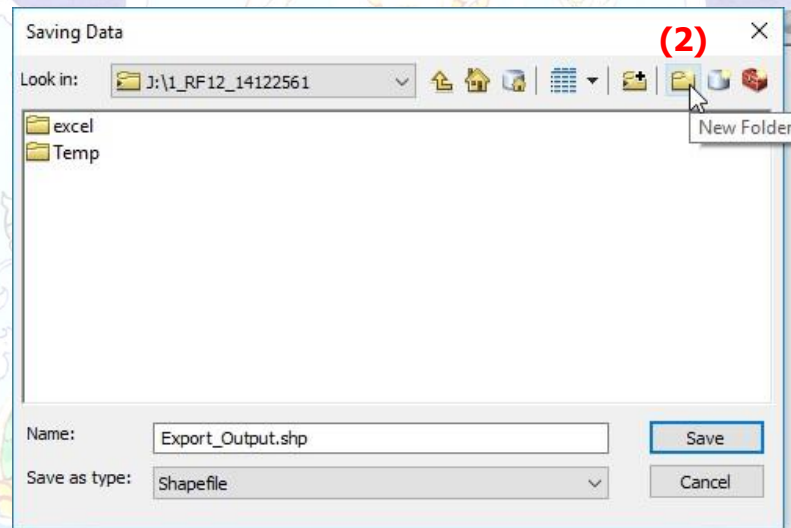 Saving Data
(2)
Look in:
J:\1_RF12_14122561
New Folder
excel
Temp
Name:
Export_Output.shp
Save
Save as type:
Shapefile
Cancel